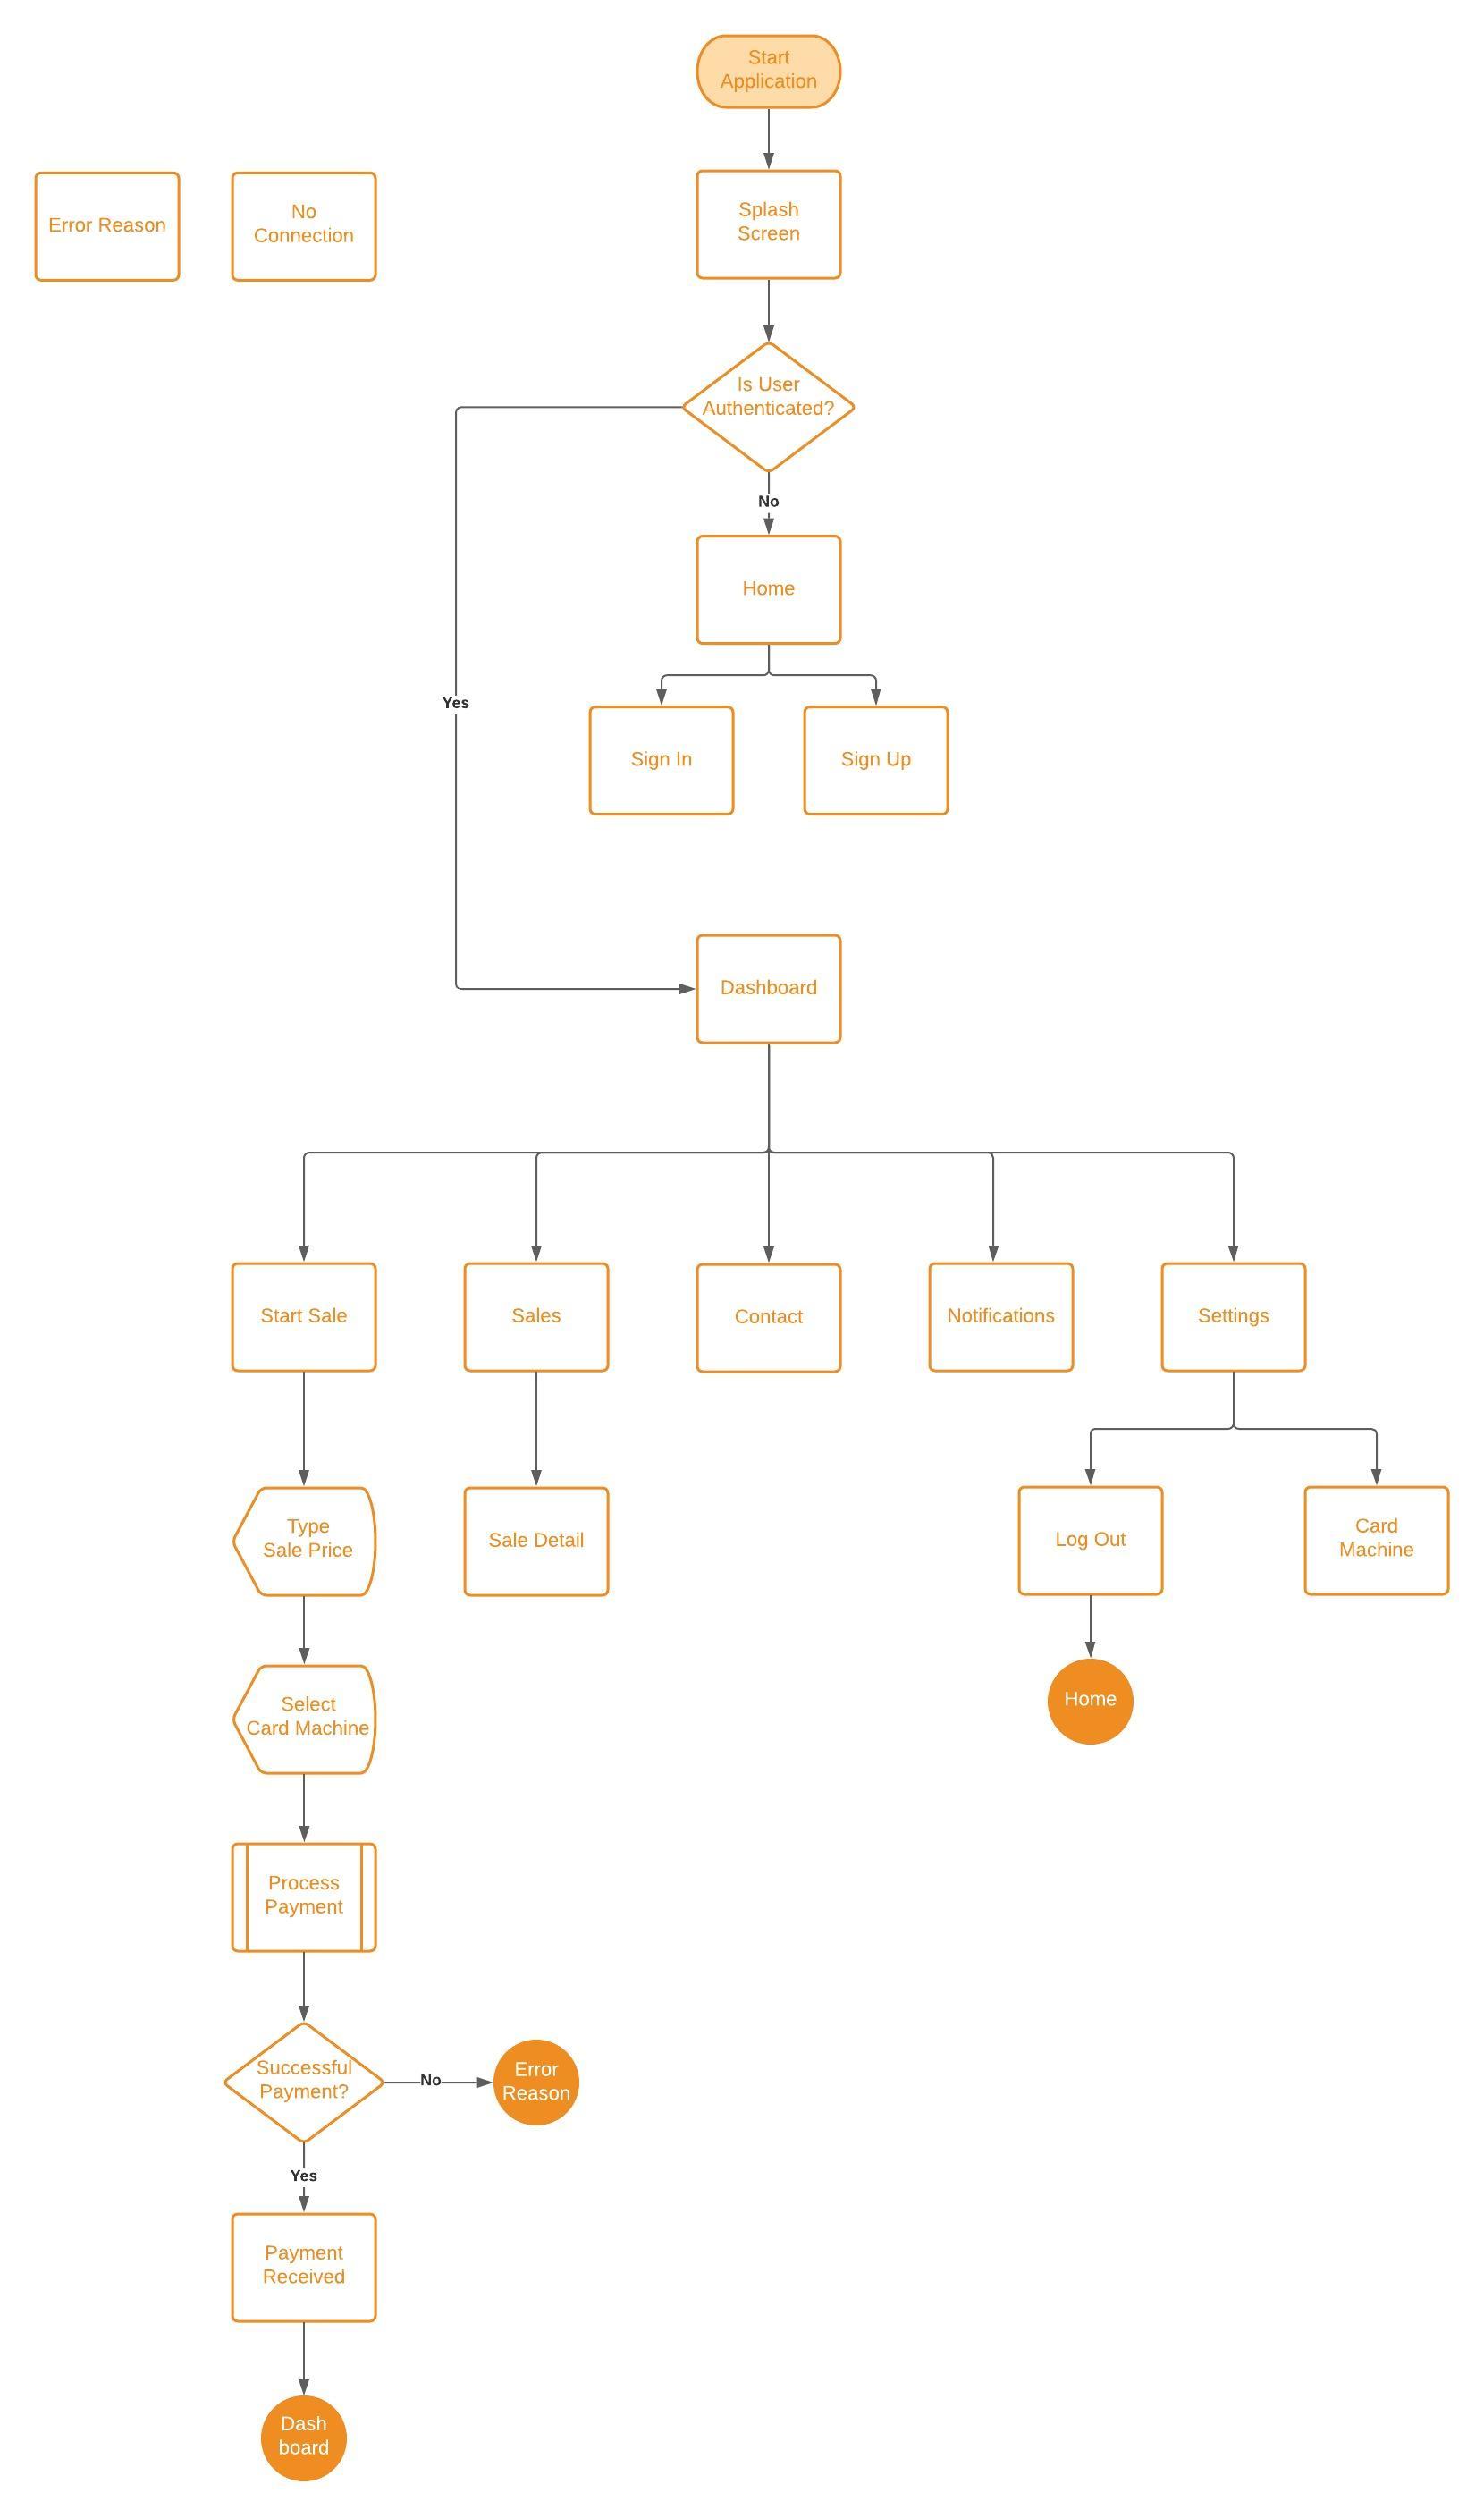 Start
Application
Error Reason
No
Connection
Splash
Screen
Is User
Authenticated?
No
Home
Yes
Sign In
Sign Up
Dashboard
Start Sale
Sales
Contact
Notifications
Settings
Type
Sale Price
Sale Detail
Log Out
Card
Machine
Select
Card Machine
Home
Process
Payment
Successful
Payment?
No
Error
Reason
Yes
Payment
Received
Dash
board